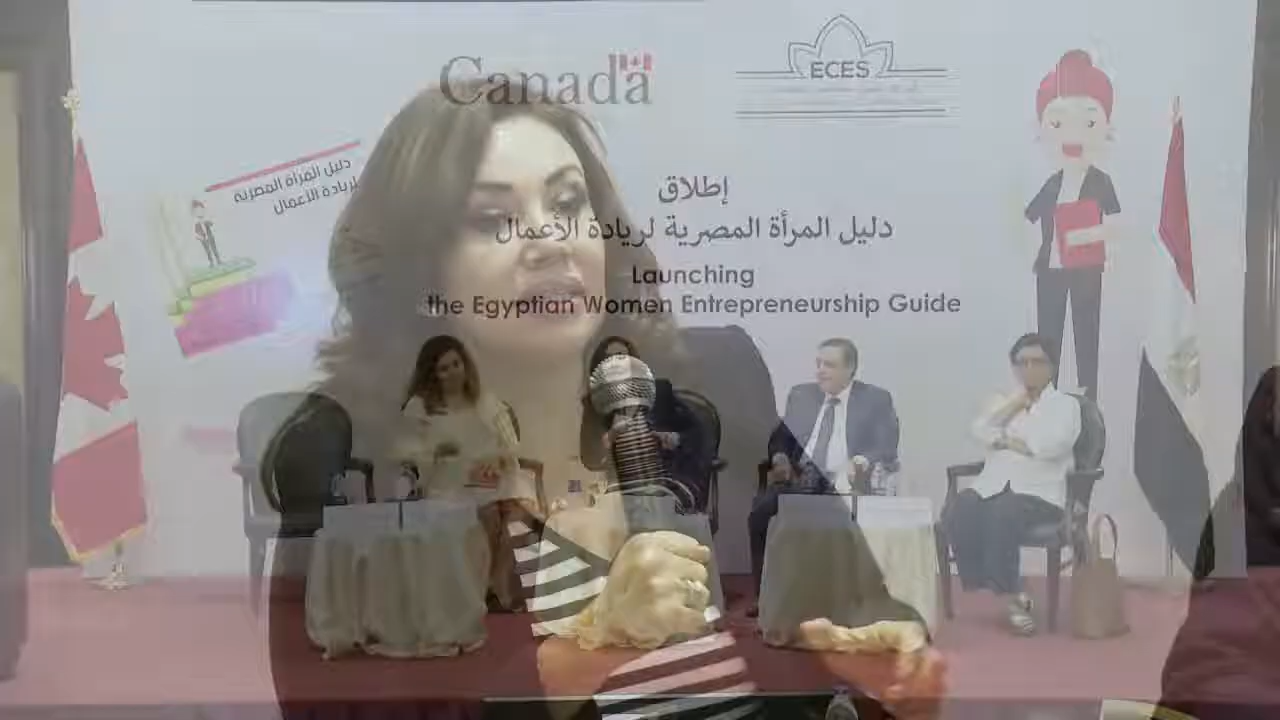 Canada
ECES
دليل المرأة المصرية
لريادة الأعمال
إطلاق
دليل المرأة المصرية لريادة الأعمال
Launching
the Egyptian Women Entrepreneurship Guide